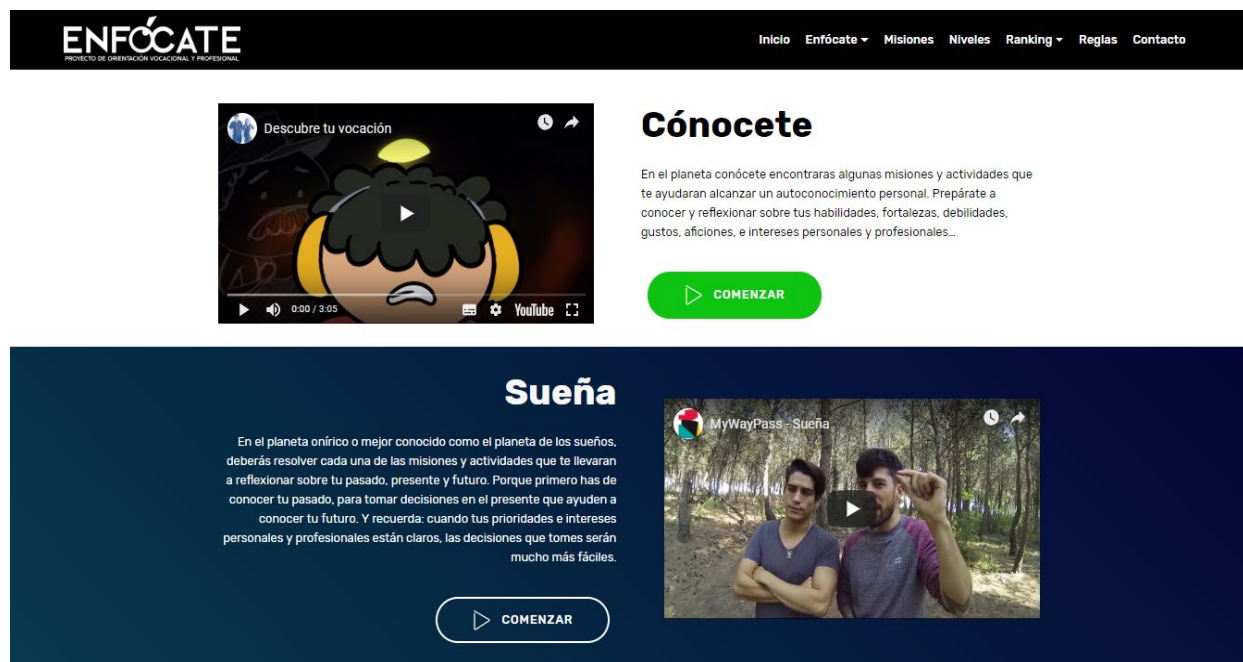 ENFÓCATE
PROYECTO DE ORIENTACIÓN VOCACIONAL Y PROFESIONAL
Inicio Enfócate Misiones Niveles Ranking Reglas Contacto
Descubre tu vocación
0:00 / 3:05
YouTube
Cónocete
En el planeta conócete encontraras algunas misiones y actividades que
te ayudaran alcanzar un autoconocimiento personal. Prepárate a
conocer y reflexionar sobre tus habilidades, fortalezas, debilidades,
gustos, aficiones, e intereses personales y profesionales...
COMENZAR
Sueña
En el planeta onírico o mejor conocido como el planeta de los sueños,
deberás resolver cada una de las misiones y actividades que te llevaran
a reflexionar sobre tu pasado, presente y futuro. Porque primero has de
conocer tu pasado, para tomar decisiones en el presente que ayuden a
conocer tu futuro. Y recuerda: cuando tus prioridades e intereses
personales y profesionales están claros, las decisiones que tomes serán
mucho más fáciles.
COMENZAR
MyWayPass - Sueña